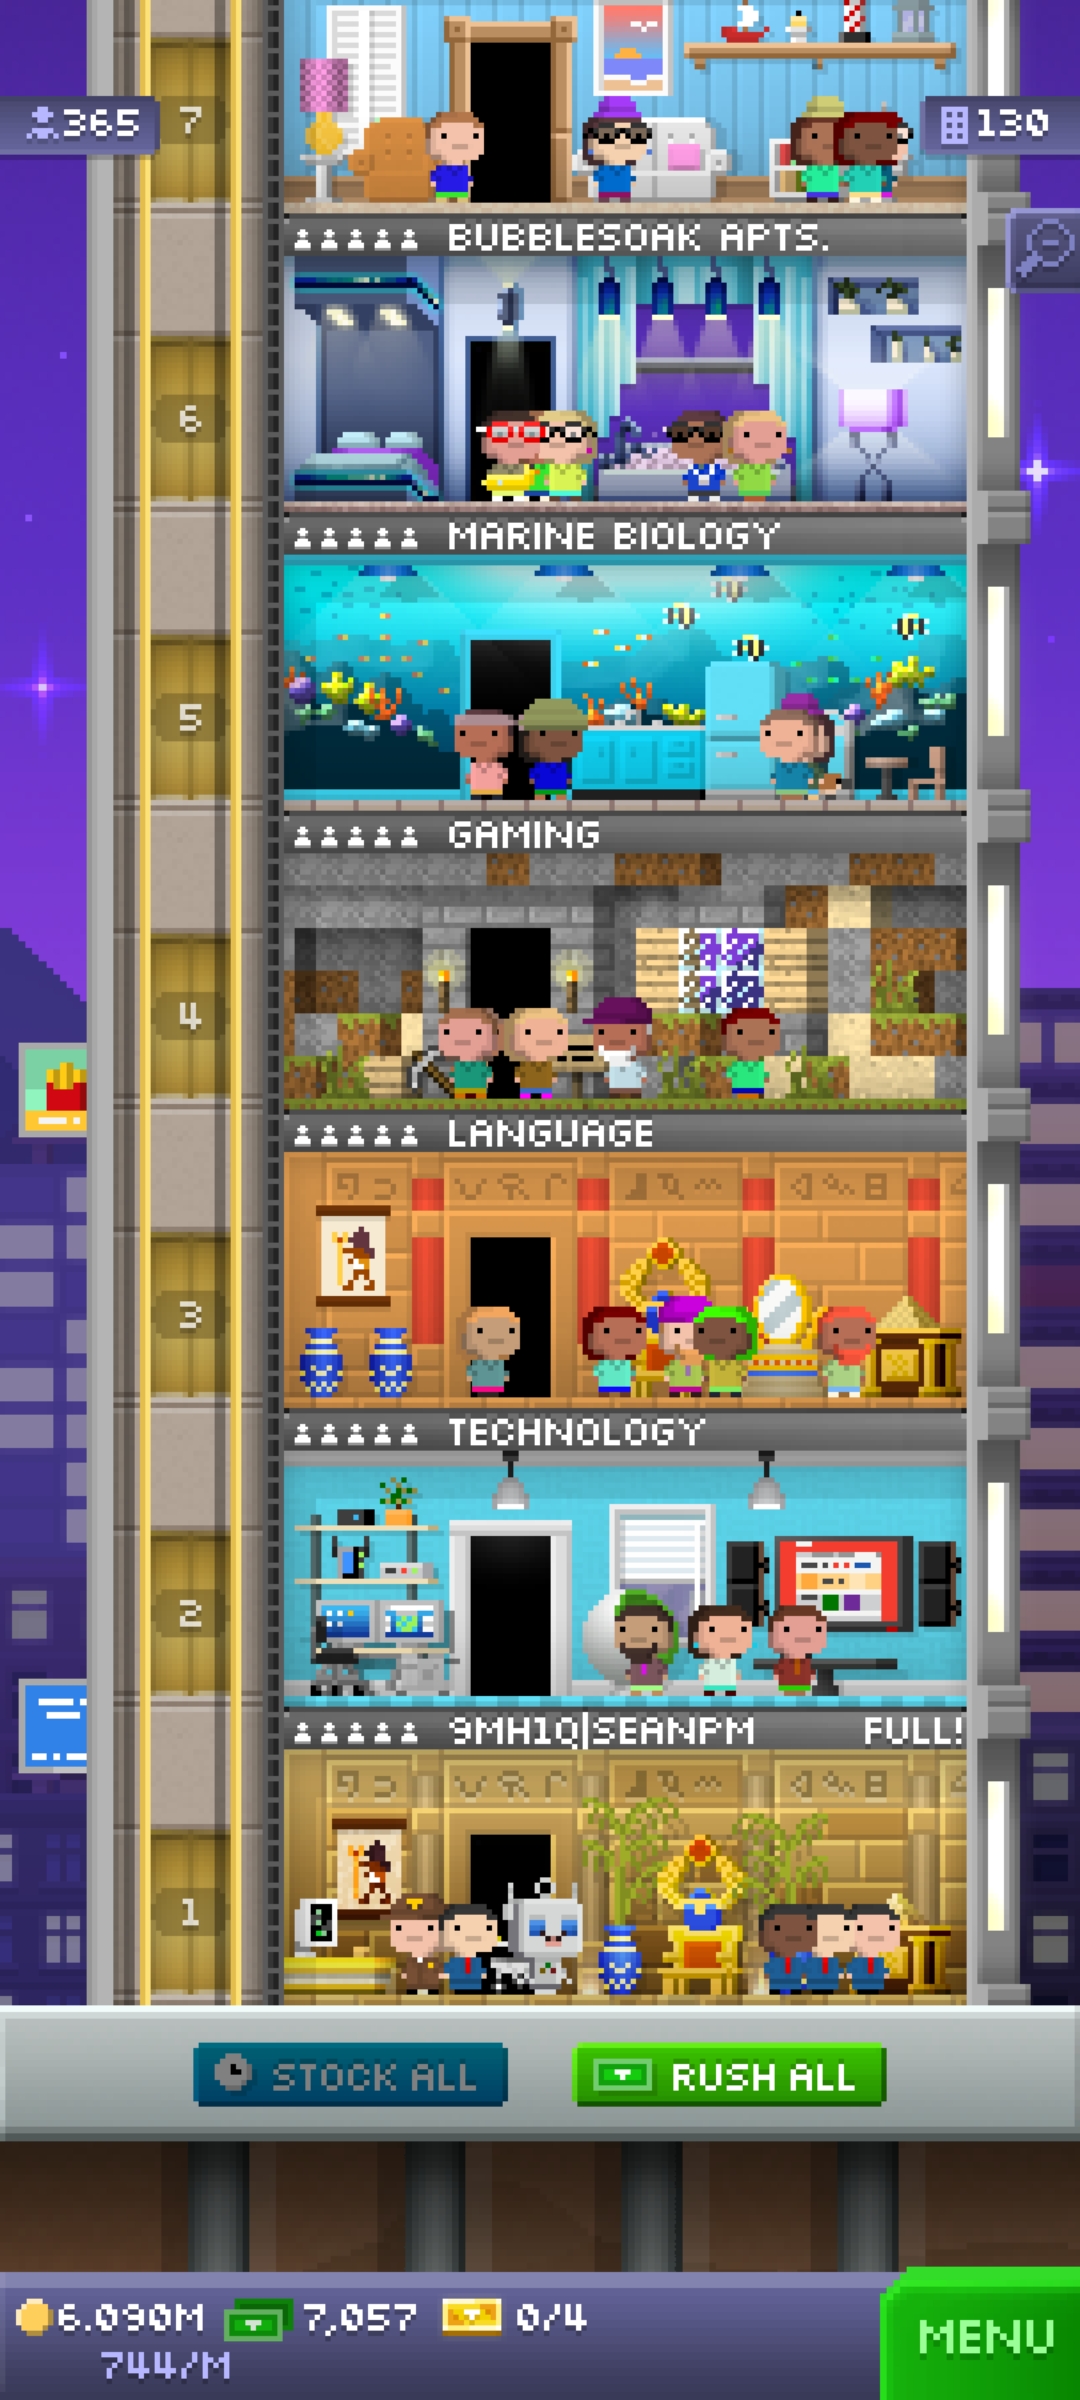 7
365
130
BUBBLESOAK APTS.
6
MARINE BIOLOGY
5
GAMING
4
LANGUAGE
3
TECHNOLOGY
2
9MH1Q|SEANPM FULL!
1
STOCK ALL
RUSH ALL
6.090M 7,057 0/4
744/M
MENU